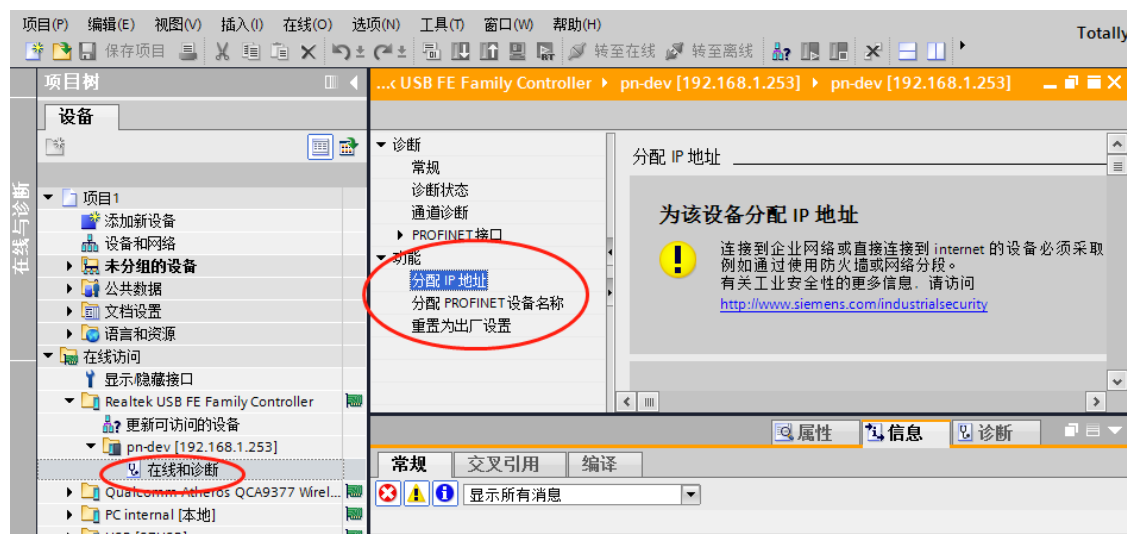 项目(P) 编辑(E) 视图(V) 插入(I) 在线(O) 选项(N) 工具(T) 窗口(W) 帮助(H)
Totally
保存项目 转至在线 转至离线
项目树
...< USB FE Family Controller pn-dev [192.168.1.253] pn-dev [192.168.1.253]
设备
在线与诊断
项目1
添加新设备
设备和网络
未分组的设备
公共数据
文档设置
语言和资源
在线访问
显示/隐藏接口
Realtek USB FE Family Controller
更新可访问的设备
pn-dev [192.168.1.253]
在线和诊断
Qualcomm Atheros QCA9377 Wirel...
PC internal [本地]
诊断
常规
诊断状态
通道诊断
PROFINET接口
功能
分配 IP 地址
分配 PROFINET 设备名称
重置为出厂设置
分配 IP 地址
为该设备分配 IP 地址
连接到企业网络或直接连接到 internet 的设备必须采取
例如通过使用防火墙或网络分段。
有关工业安全性的更多信息，请访问
http://www.siemens.com/industrialsecurity
属性 信息 诊断
常规 交叉引用 编译
显示所有消息